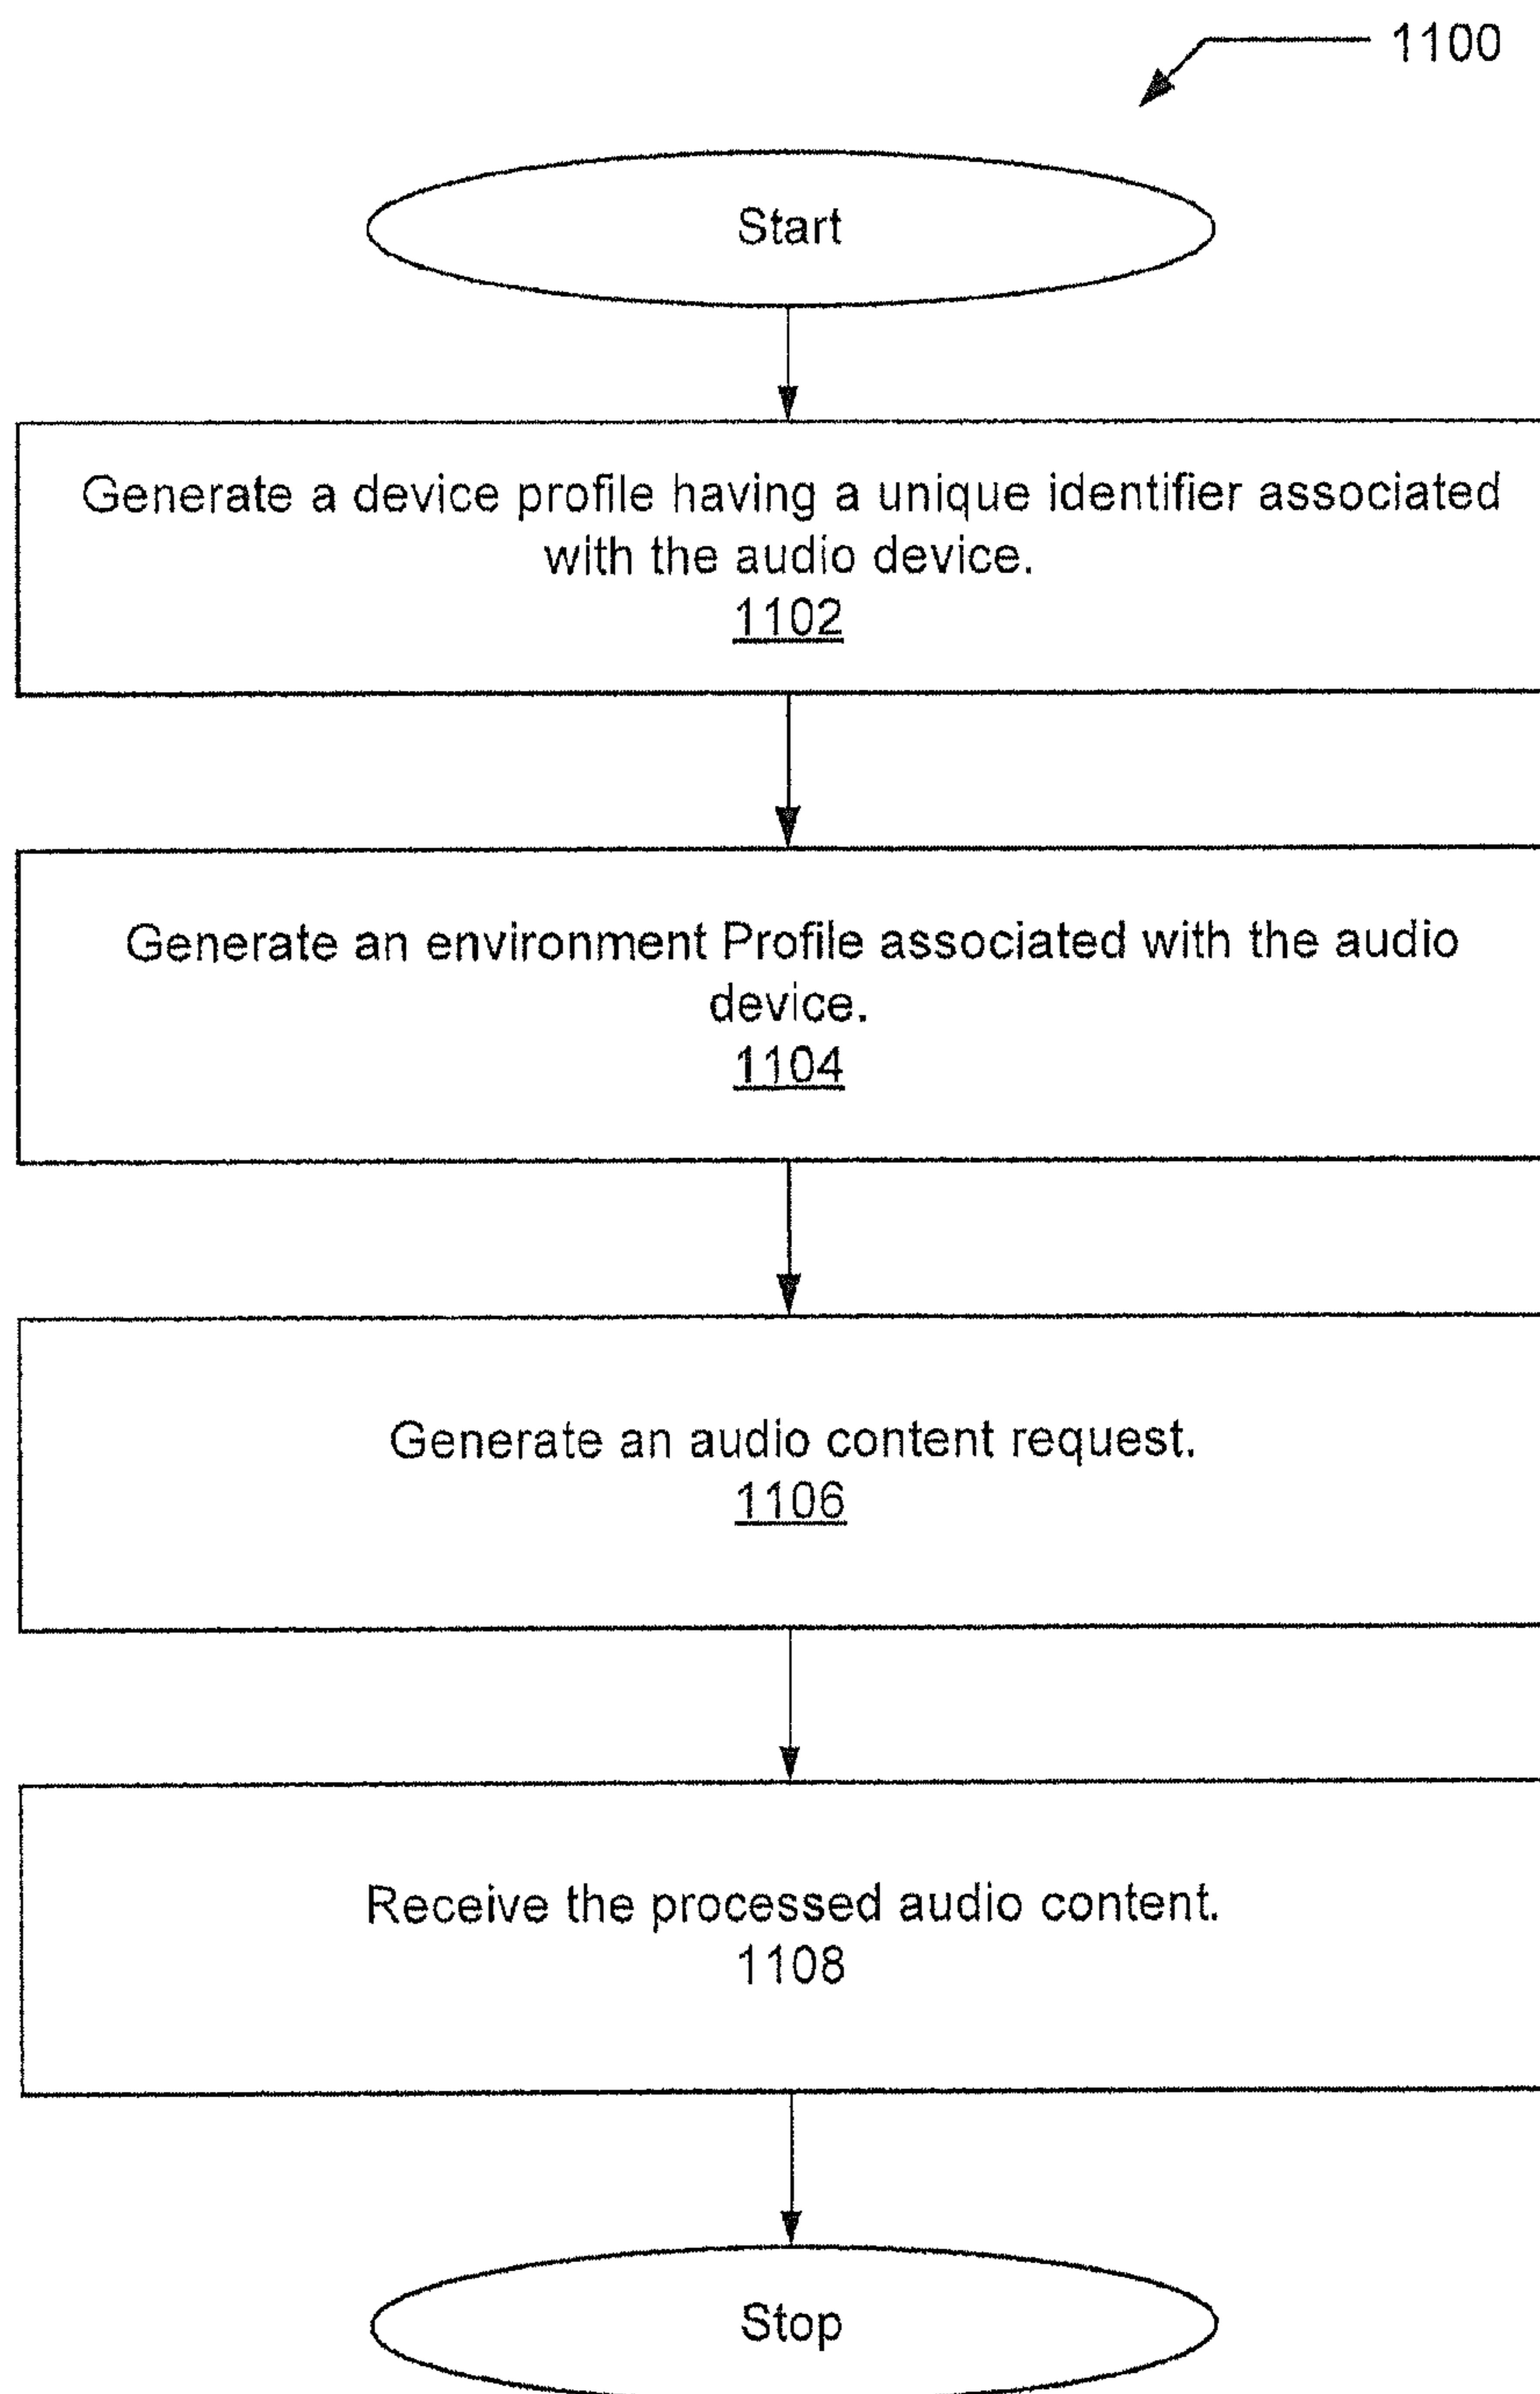 1100
Start
Generate a device profile having a unique identifier associated
with the audio device.
1102
Generate an environment Profile associated with the audio
device.
1104
Generate an audio content request.
1106
Receive the processed audio content.
1108
Stop